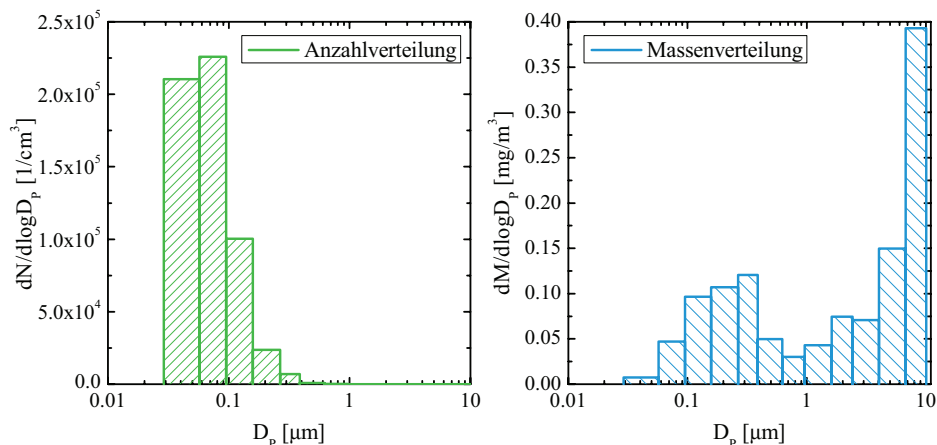 Anzahlverteilung
dN/dlogD_P [1/cm^3]
2.5x10^5
2.0x10^5
1.5x10^5
1.0x10^5
5.0x10^4
0.0
0.01 0.1 1 10
D_P [µm]
Massenverteilung
dM/dlogD_P [mg/m^3]
0.40
0.35
0.30
0.25
0.20
0.15
0.10
0.05
0.00
0.01 0.1 1 10
D_P [µm]